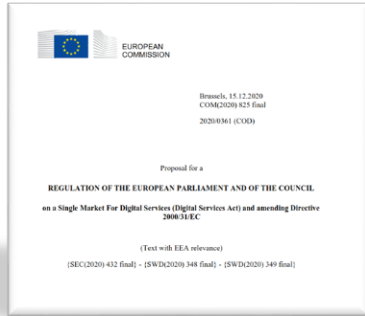 EUROPEAN
COMMISSION
Brussels, 15.12.2020
COM(2020) 825 final
2020/0361 (COD)
Proposal for a
REGULATION OF THE EUROPEAN PARLIAMENT AND OF THE COUNCIL
on a Single Market For Digital Services (Digital Services Act) and amending Directive
2000/31/EC
(Text with EEA relevance)
{SEC(2020) 432 final} - {SWD(2020) 348 final} - {SWD(2020) 349 final}